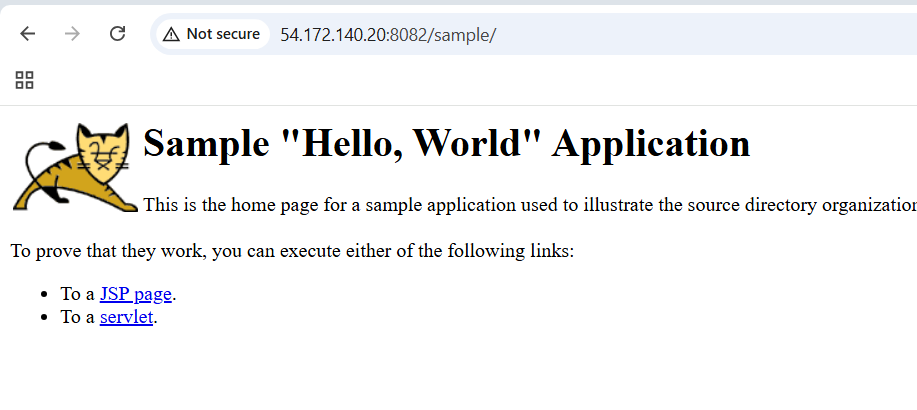 Not secure 54.172.140.20:8082/sample/
Sample "Hello, World" Application
This is the home page for a sample application used to illustrate the source directory
To prove that they work, you can execute either of the following links:
To a JSP page.
To a servlet.